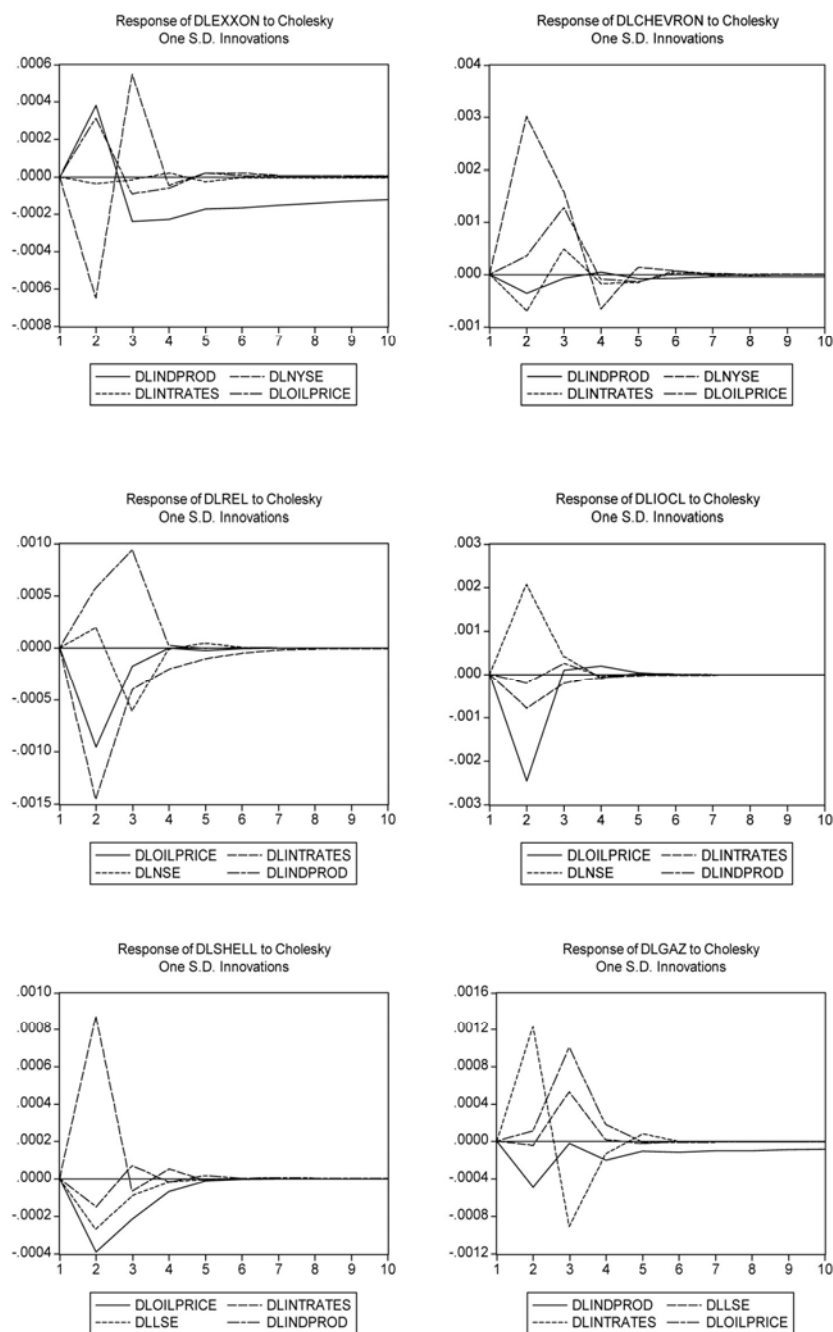 Response of DLEXXON to Cholesky
One S.D. Innovations
.0006
.0004
.0002
.0000
-.0002
-.0004
-.0006
-.0008
1 2 3 4 5 6 7 8 9 10
DLINDPROD DLNYSE
DLINTRATES DLOILPRICE
Response of DLCHEVRON to Cholesky
One S.D. Innovations
.004
.003
.002
.001
.000
-.001
1 2 3 4 5 6 7 8 9 10
DLINDPROD DLNYSE
DLINTRATES DLOILPRICE
Response of DLREL to Cholesky
One S.D. Innovations
.0010
.0005
.0000
-.0005
-.0010
-.0015
1 2 3 4 5 6 7 8 9 10
DLOILPRICE DLINTRATES
DLNSE DLINDPROD
Response of DLIOCL to Cholesky
One S.D. Innovations
.003
.002
.001
.000
-.001
-.002
-.003
1 2 3 4 5 6 7 8 9 10
DLOILPRICE DLINTRATES
DLNSE DLINDPROD
Response of DLSHELL to Cholesky
One S.D. Innovations
.0010
.0008
.0006
.0004
.0002
.0000
-.0002
-.0004
1 2 3 4 5 6 7 8 9 10
DLOILPRICE DLINTRATES
DLLSE DLINDPROD
Response of DLGAZ to Cholesky
One S.D. Innovations
.0016
.0012
.0008
.0004
.0000
-.0004
-.0008
-.0012
1 2 3 4 5 6 7 8 9 10
DLINDPROD DLLSE
DLINTRATES DLOILPRICE